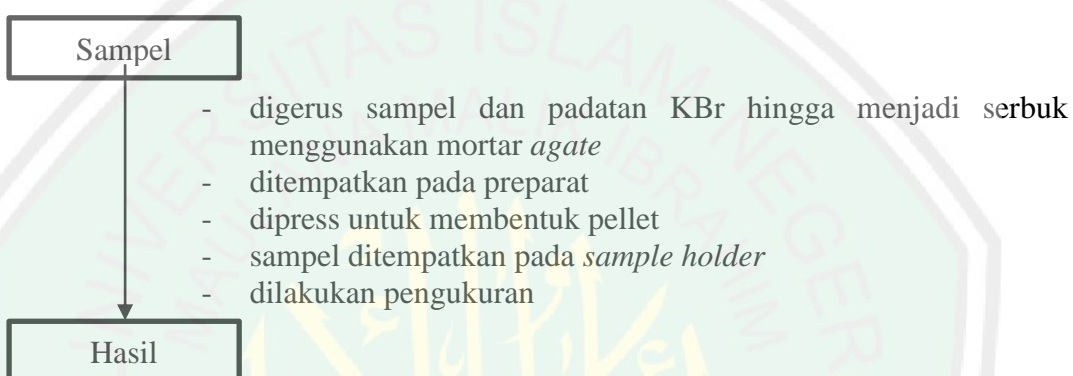 Sampel
- digerus sampel dan padatan KBr hingga menjadi serbuk
menggunakan mortar agate
- ditempatkan pada preparat
- dipress untuk membentuk pellet
- sampel ditempatkan pada sample holder
- dilakukan pengukuran
Hasil